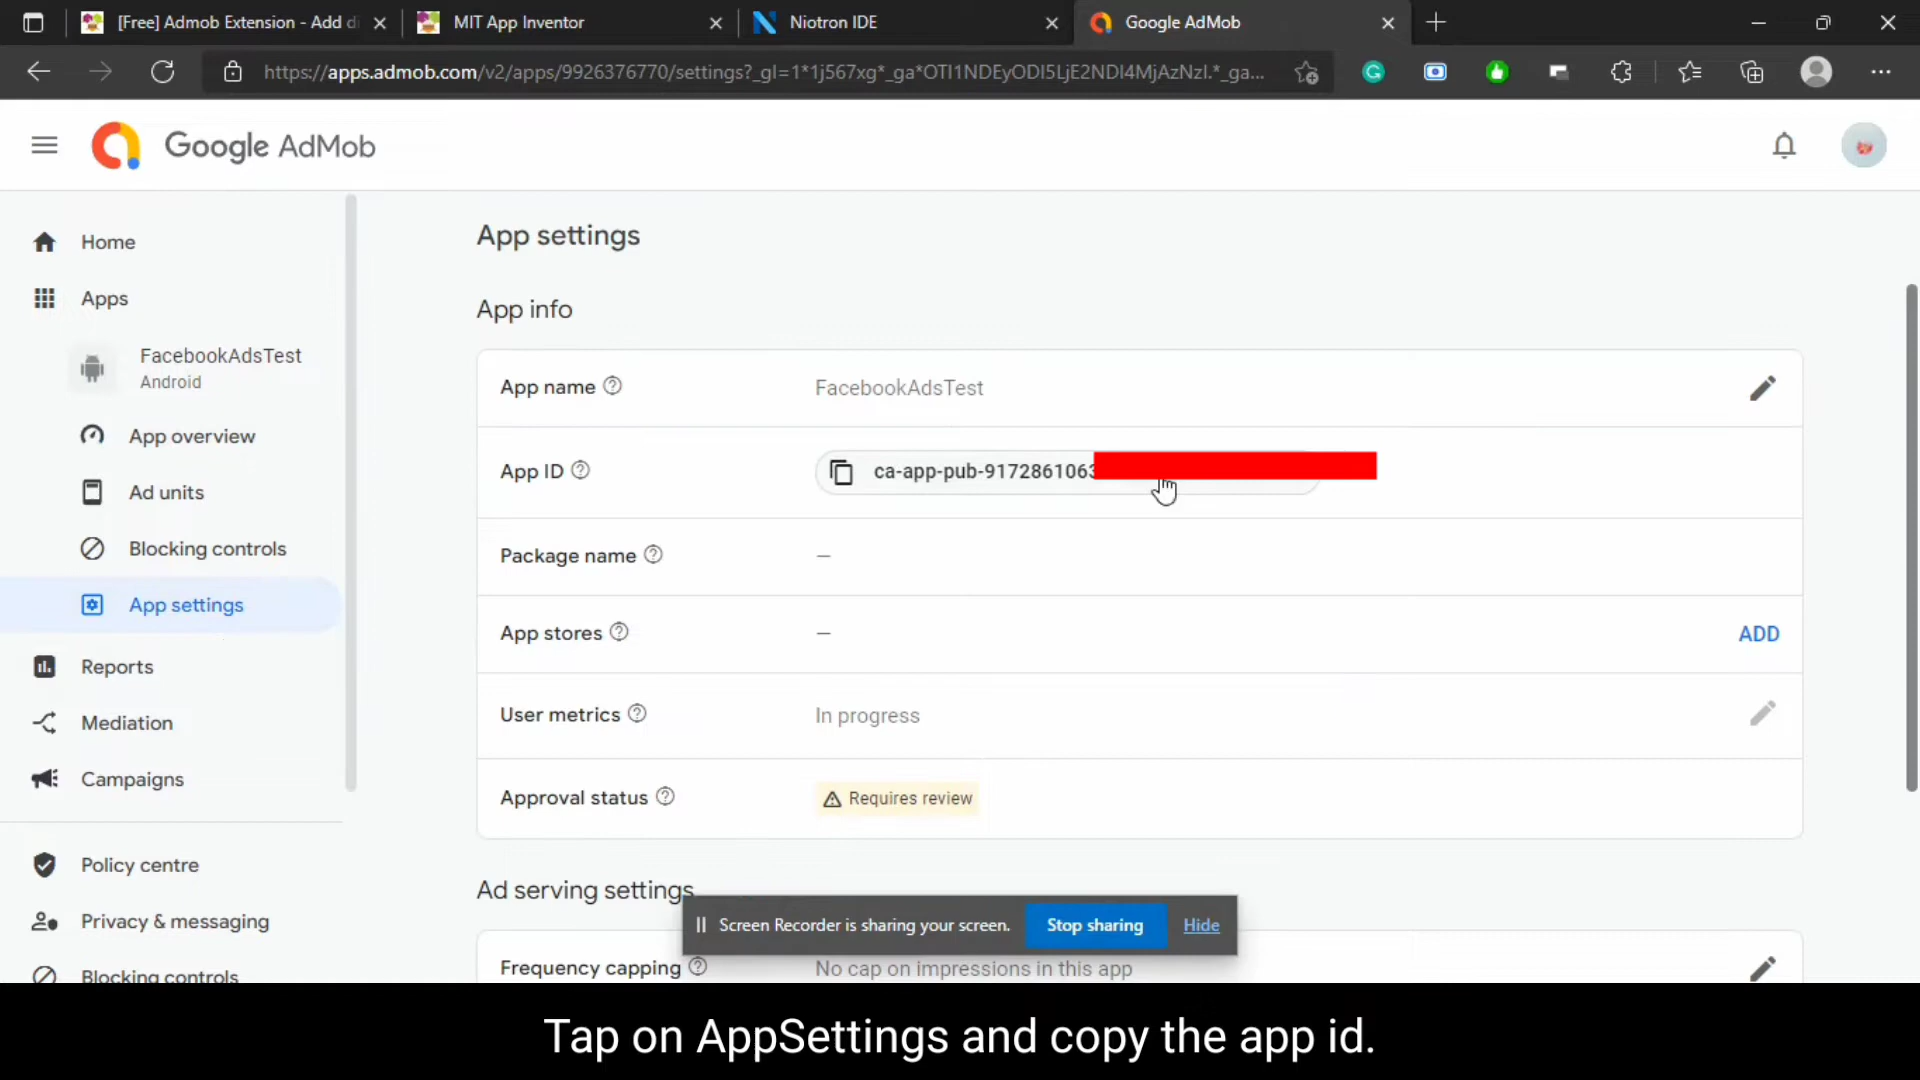 [Free] Admob Extension - Add di
MIT App Inventor
Niotron IDE
Google AdMob
https://apps.admob.com/v2/apps/9926376770/settings?_gl=1*1j567xg*_ga*OTI1NDEyODI5LjE2NDI4MjAzNzI.*_ga...
Google AdMob
Home
Apps
FacebookAdsTest
Android
App overview
Ad units
Blocking controls
App settings
Reports
Mediation
Campaigns
Policy centre
Privacy & messaging
Blocking controls
App settings
App info
App name
FacebookAdsTest
App ID
ca-app-pub-9172861063
Package name
–
App stores
–
ADD
User metrics
In progress
Approval status
Requires review
Ad serving settings
Screen Recorder is sharing your screen.
Stop sharing
Hide
Frequency capping
No cap on impressions in this app
Tap on AppSettings and copy the app id.